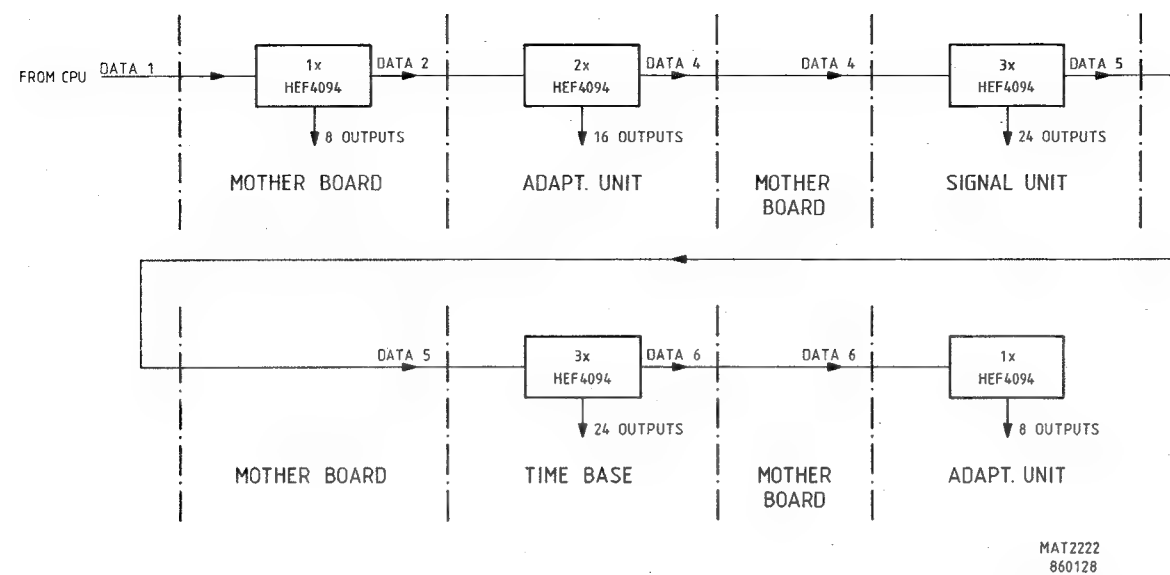 FROM CPU DATA 1
1x
HEF4094
DATA 2
2x
HEF4094
DATA 4
DATA 4
3x
HEF4094
DATA 5
8 OUTPUTS
16 OUTPUTS
24 OUTPUTS
MOTHER BOARD
ADAPT. UNIT
MOTHER
BOARD
SIGNAL UNIT
DATA 5
3x
HEF4094
DATA 6
DATA 6
1x
HEF4094
24 OUTPUTS
8 OUTPUTS
MOTHER BOARD
TIME BASE
MOTHER
BOARD
ADAPT. UNIT
MAT2222
860128